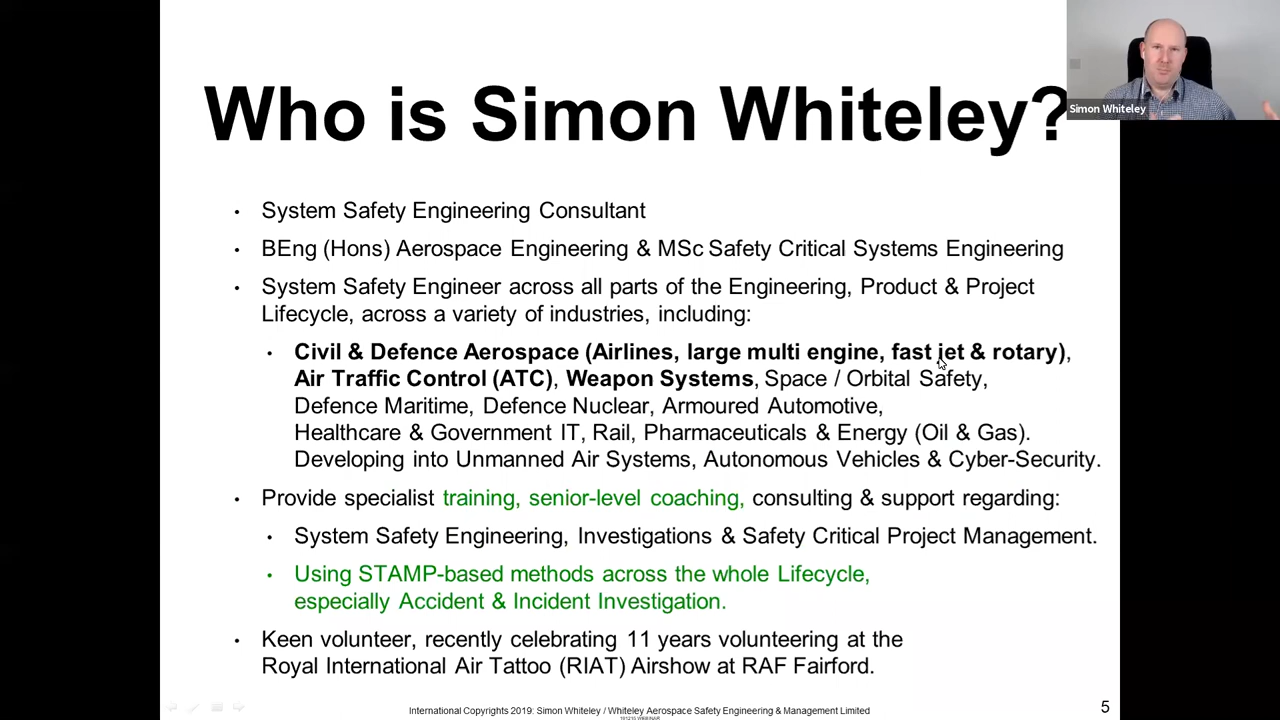 Who is Simon Whiteley?
Simon Whiteley
• System Safety Engineering Consultant
• BEng (Hons) Aerospace Engineering & MSc Safety Critical Systems Engineering
• System Safety Engineer across all parts of the Engineering, Product & Project
Lifecycle, across a variety of industries, including:
• Civil & Defence Aerospace (Airlines, large multi engine, fast jet & rotary),
Air Traffic Control (ATC), Weapon Systems, Space / Orbital Safety,
Defence Maritime, Defence Nuclear, Armoured Automotive,
Healthcare & Government IT, Rail, Pharmaceuticals & Energy (Oil & Gas).
Developing into Unmanned Air Systems, Autonomous Vehicles & Cyber-Security.
• Provide specialist training, senior-level coaching, consulting & support regarding:
• System Safety Engineering, Investigations & Safety Critical Project Management.
• Using STAMP-based methods across the whole Lifecycle,
especially Accident & Incident Investigation.
• Keen volunteer, recently celebrating 11 years volunteering at the
Royal International Air Tattoo (RIAT) Airshow at RAF Fairford.
International Copyrights 2019: Simon Whiteley / Whiteley Aerospace Safety Engineering & Management Limited
5